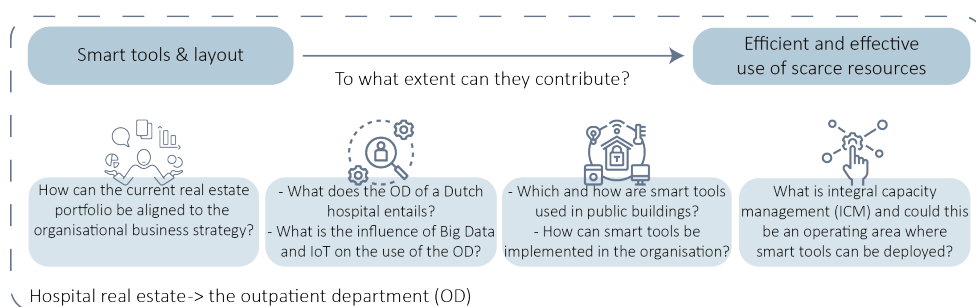 Smart tools & layout
To what extent can they contribute?
Efficient and effective
use of scarce resources
How can the current real estate
portfolio be aligned to the
organisational business strategy?
- What does the OD of a Dutch
hospital entails?
- What is the influence of Big Data
and IoT on the use of the OD?
- Which and how are smart tools
used in public buildings?
- How can smart tools be
implemented in the organisation?
What is integral capacity
management (ICM) and could this
be an operating area where
smart tools can be deployed?
Hospital real estate-> the outpatient department (OD)